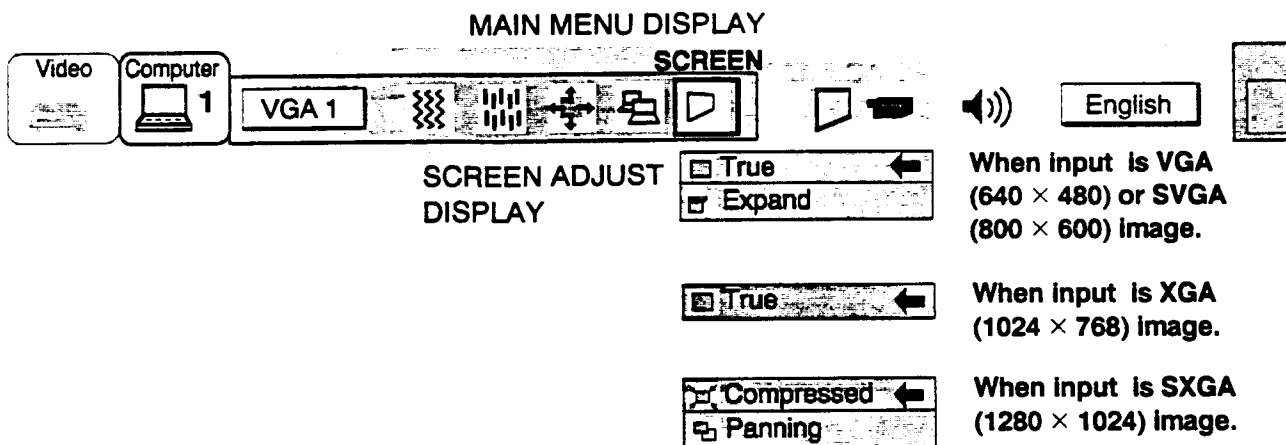 MAIN MENU DISPLAY
SCREEN
Video
Computer
1
VGA 1
English
SCREEN ADJUST
DISPLAY
True
Expand
When input is VGA
(640 × 480) or SVGA
(800 × 600) image.
True
When input is XGA
(1024 × 768) image.
Compressed
Panning
When input is SXGA
(1280 × 1024) image.